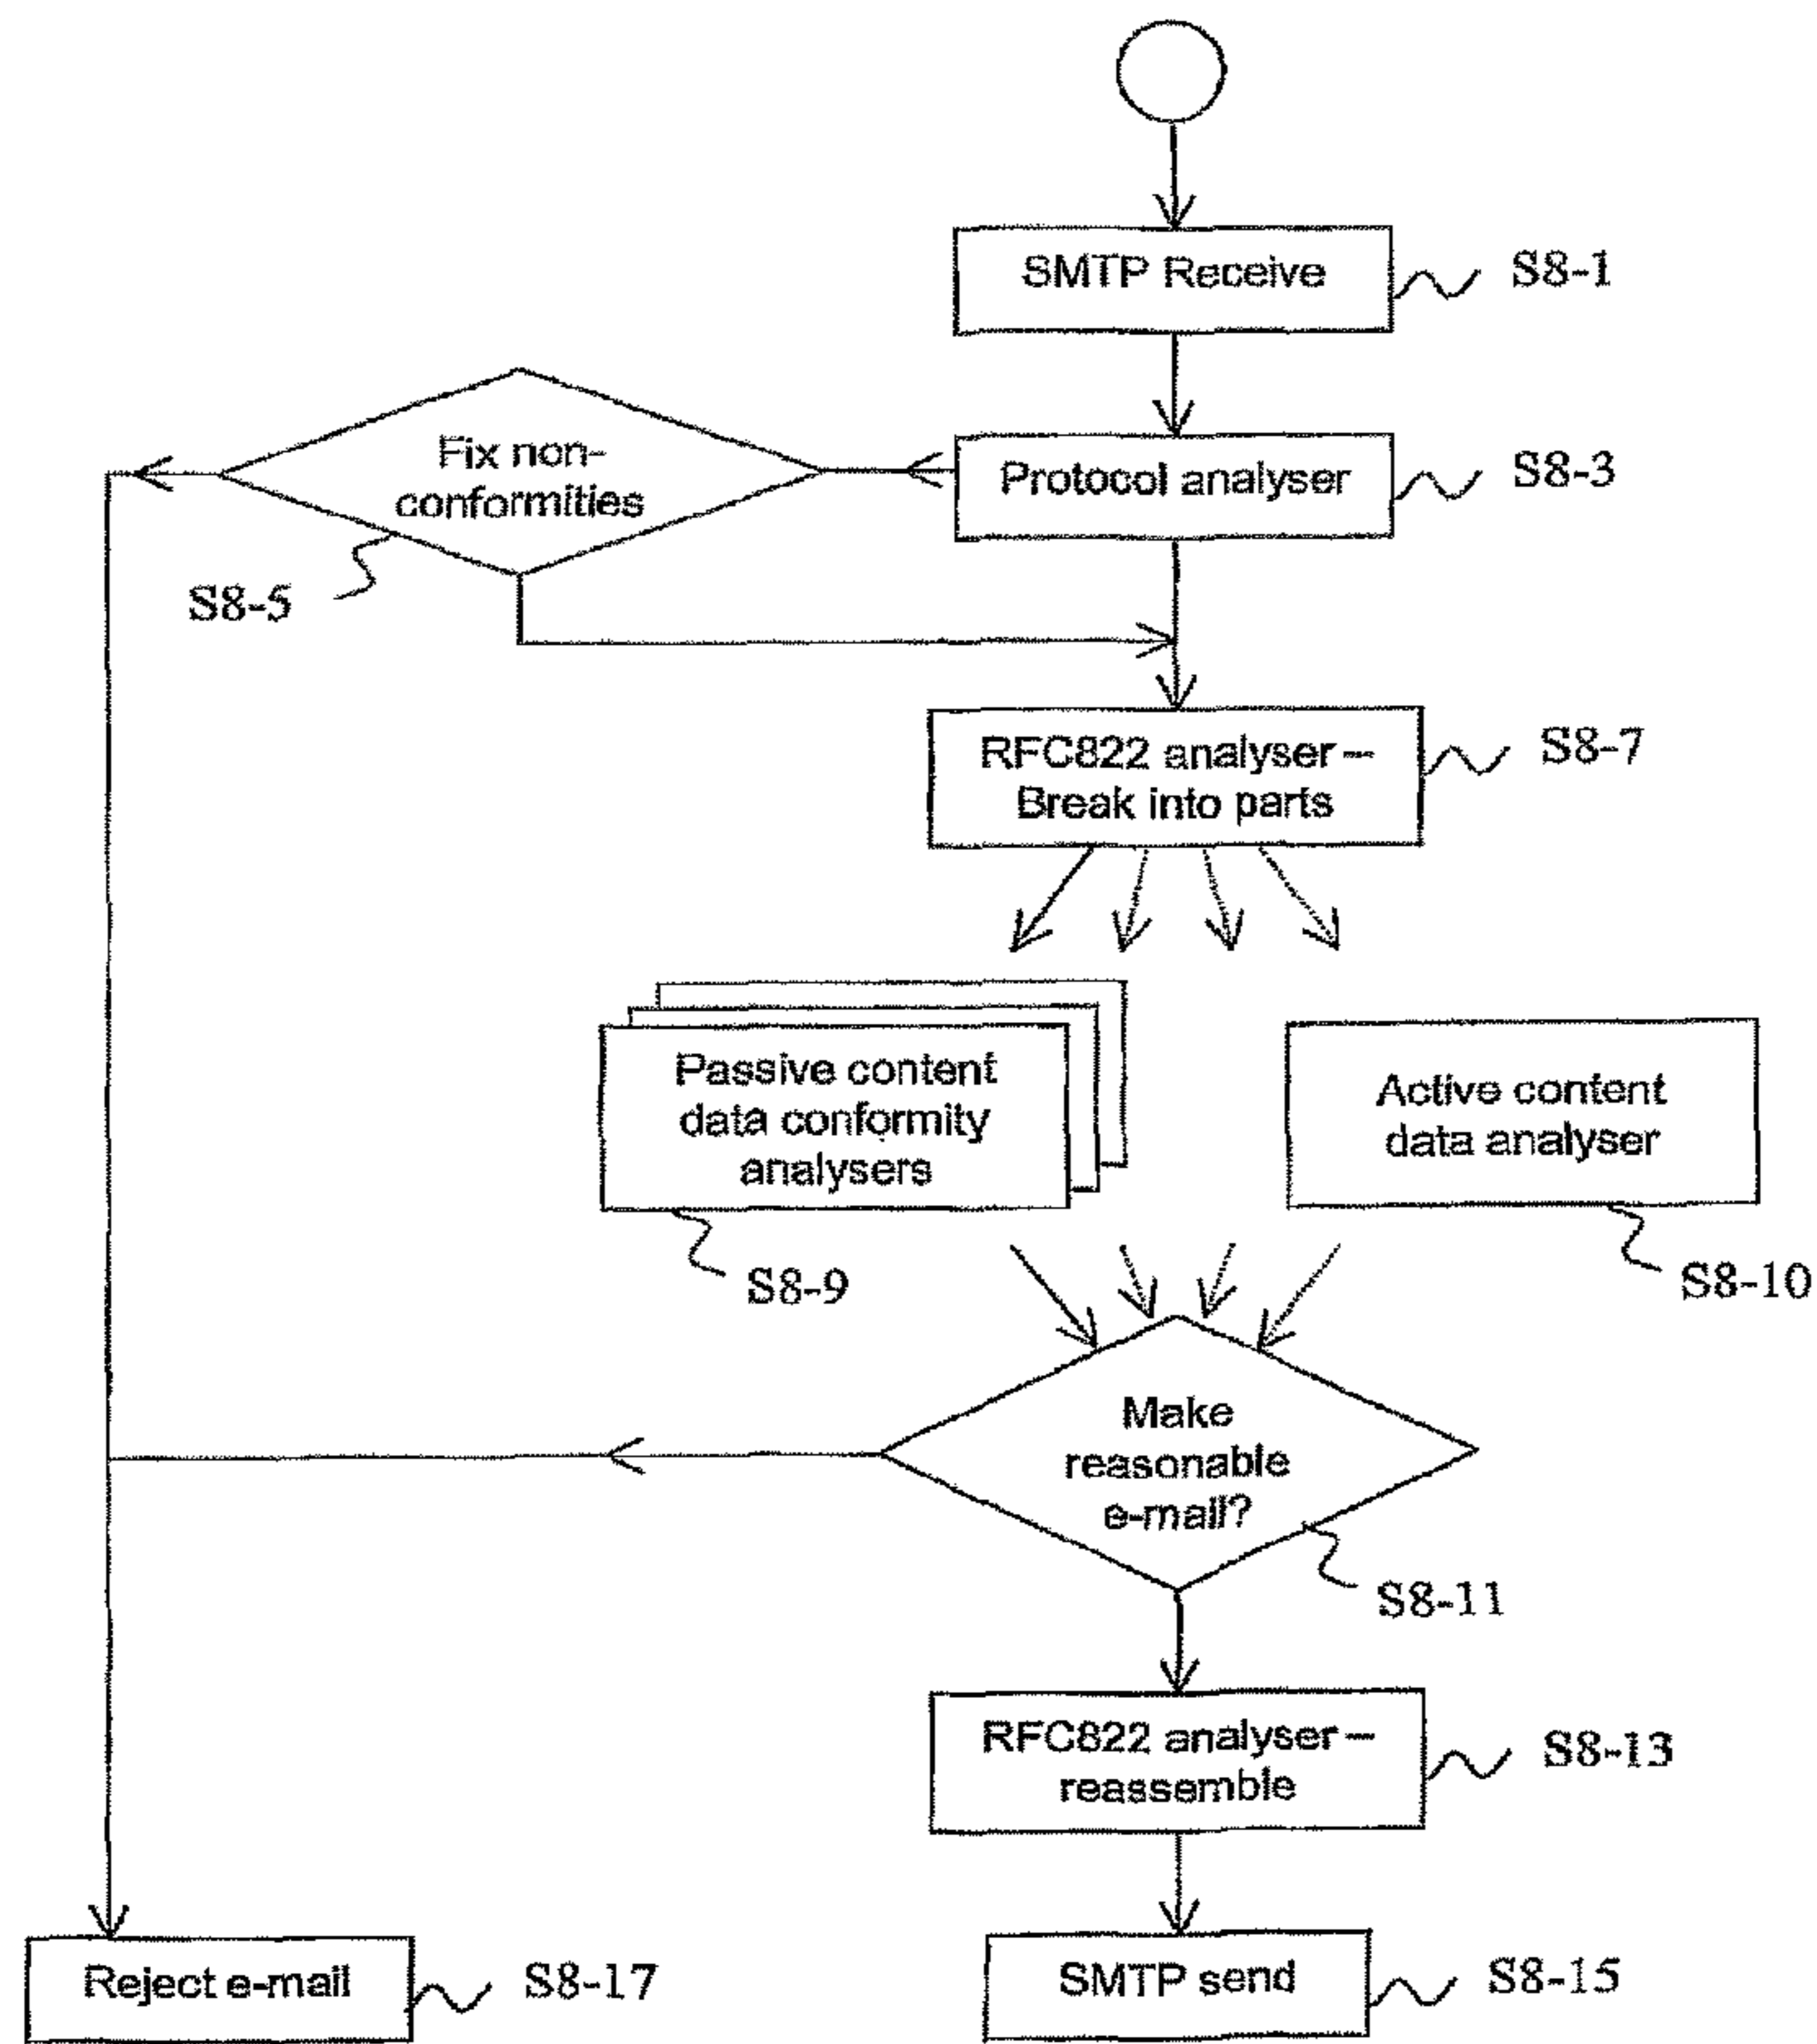 SMTP Receive
S8-1
Fix non-
conformities
S8-5
Protocol analyser
S8-3
RFC822 analyser –
Break into parts
S8-7
Passive content
data conformity
analysers
S8-9
Active content
data analyser
S8-10
Make
reasonable
e-mail?
S8-11
RFC822 analyser –
reassemble
S8-13
Reject e-mail
S8-17
SMTP send
S8-15